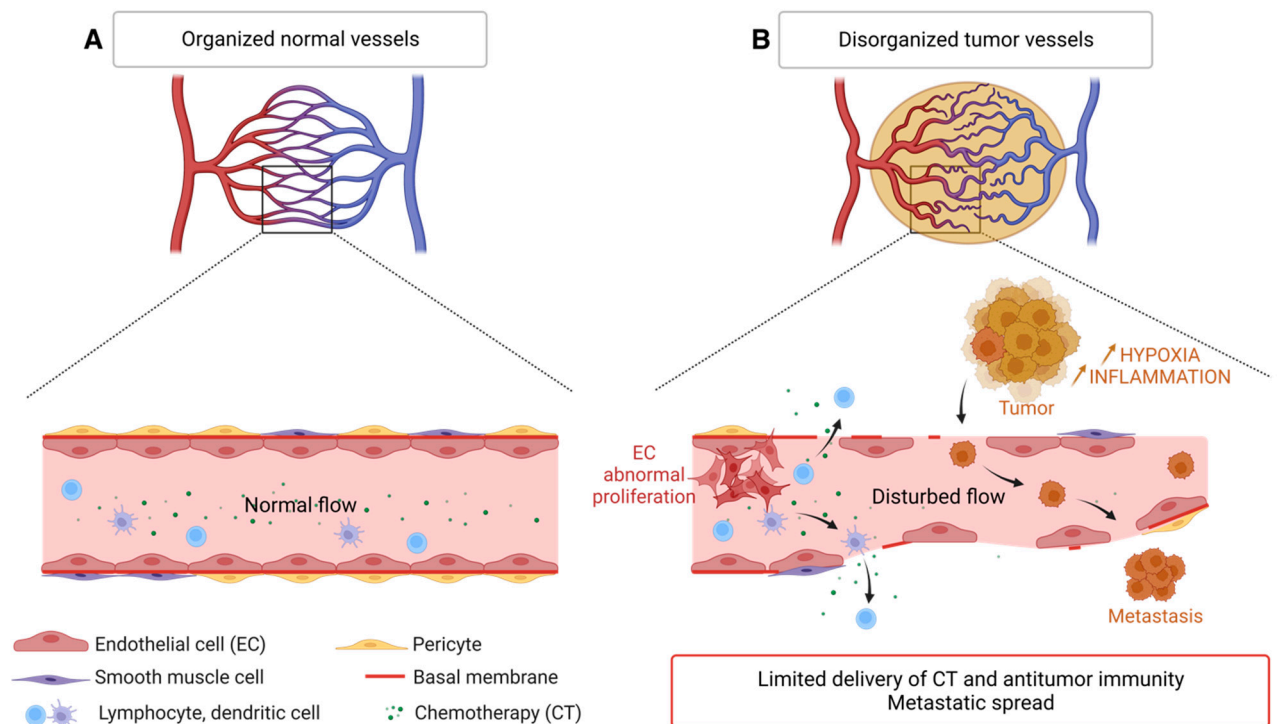 A
Organized normal vessels
B
Disorganized tumor vessels
HYPOXIA
INFLAMMATION
Tumor
EC
abnormal
proliferation
Normal flow
Disturbed flow
Metastasis
Endothelial cell (EC)
Pericyte
Smooth muscle cell
Basal membrane
Lymphocyte, dendritic cell
Chemotherapy (CT)
Limited delivery of CT and antitumor immunity
Metastatic spread